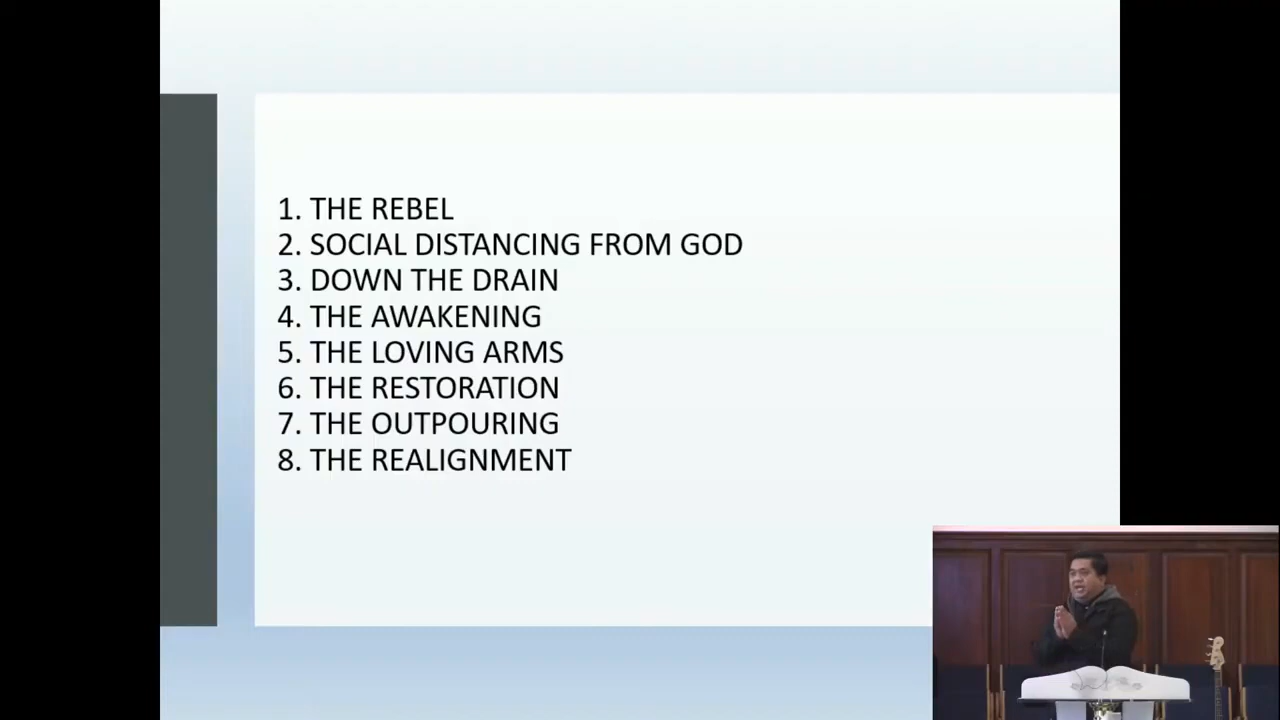 1. THE REBEL
2. SOCIAL DISTANCING FROM GOD
3. DOWN THE DRAIN
4. THE AWAKENING
5. THE LOVING ARMS
6. THE RESTORATION
7. THE OUTPOURING
8. THE REALIGNMENT